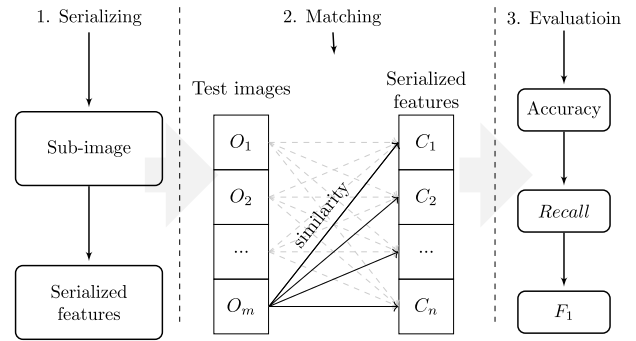 1. Serializing
Sub-image
Serialized
features
2. Matching
Test images
Serialized
features
O₁
C₁
O₂
C₂
...
...
Oₘ
Cₙ
similarity
3. Evaluatioin
Accuracy
Recall
F₁